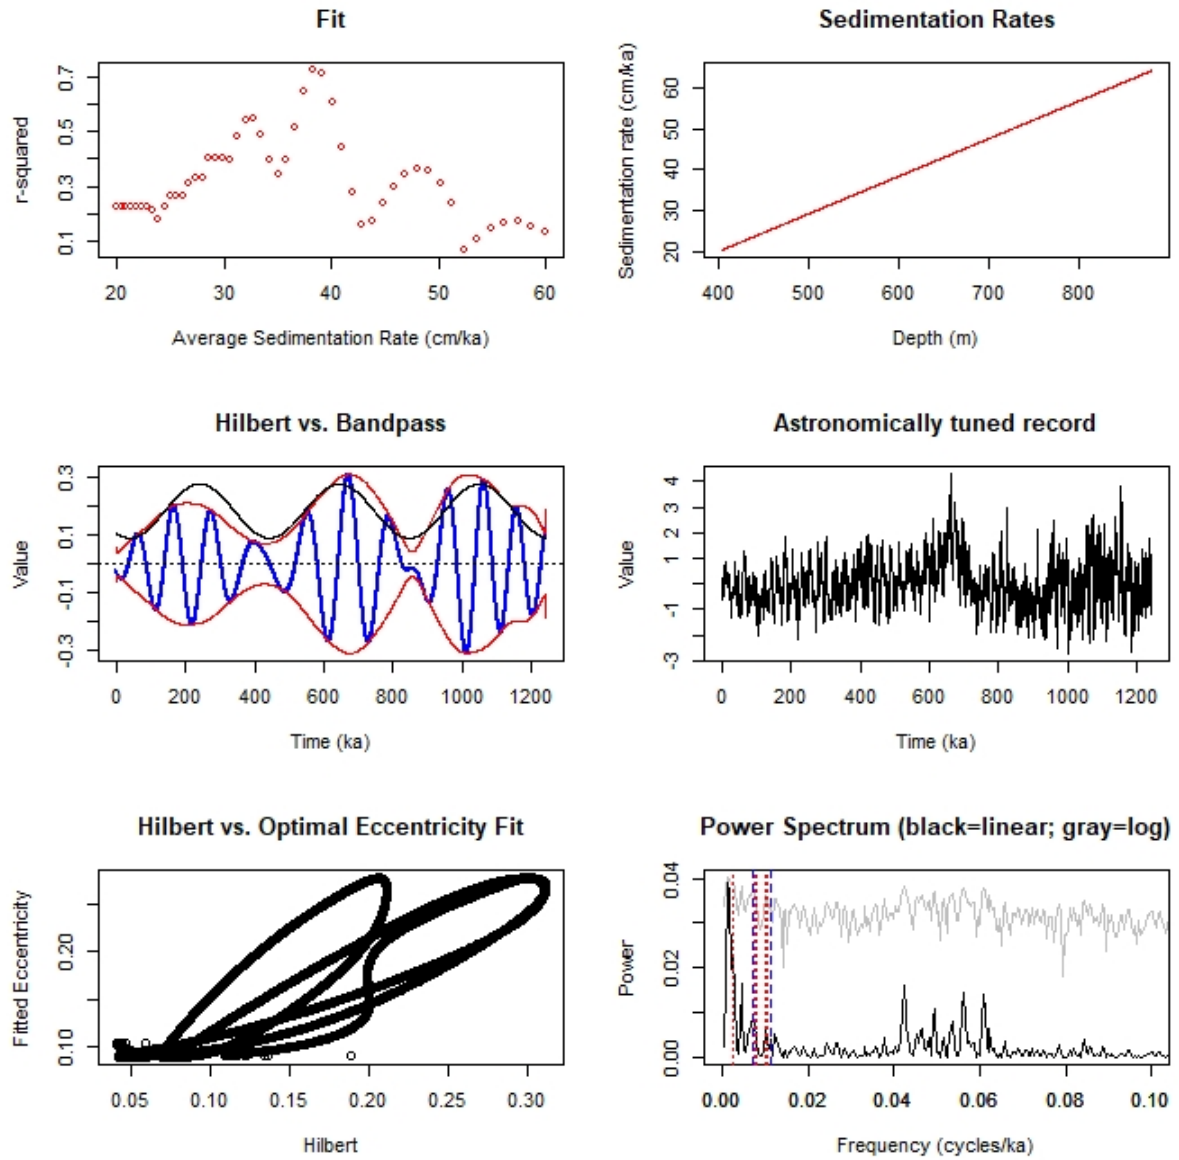 Fit
r-squared
0.7
0.5
0.3
0.1
20 30 40 50 60
Average Sedimentation Rate (cm/ka)
Sedimentation Rates
Sedimentation rate (cm/ka)
60
50
40
30
20
400 500 600 700 800
Depth (m)
Hilbert vs. Bandpass
Value
0.3
0.1
-0.1
-0.3
0 200 400 600 800 1000 1200
Time (ka)
Astronomically tuned record
Value
4
3
1
-1
-3
0 200 400 600 800 1000 1200
Time (ka)
Hilbert vs. Optimal Eccentricity Fit
Fitted Eccentricity
0.20
0.10
0.05 0.10 0.15 0.20 0.25 0.30
Hilbert
Power Spectrum (black=linear; gray=log)
Power
0.04
0.02
0.00
0.00 0.02 0.04 0.06 0.08 0.10
Frequency (cycles/ka)